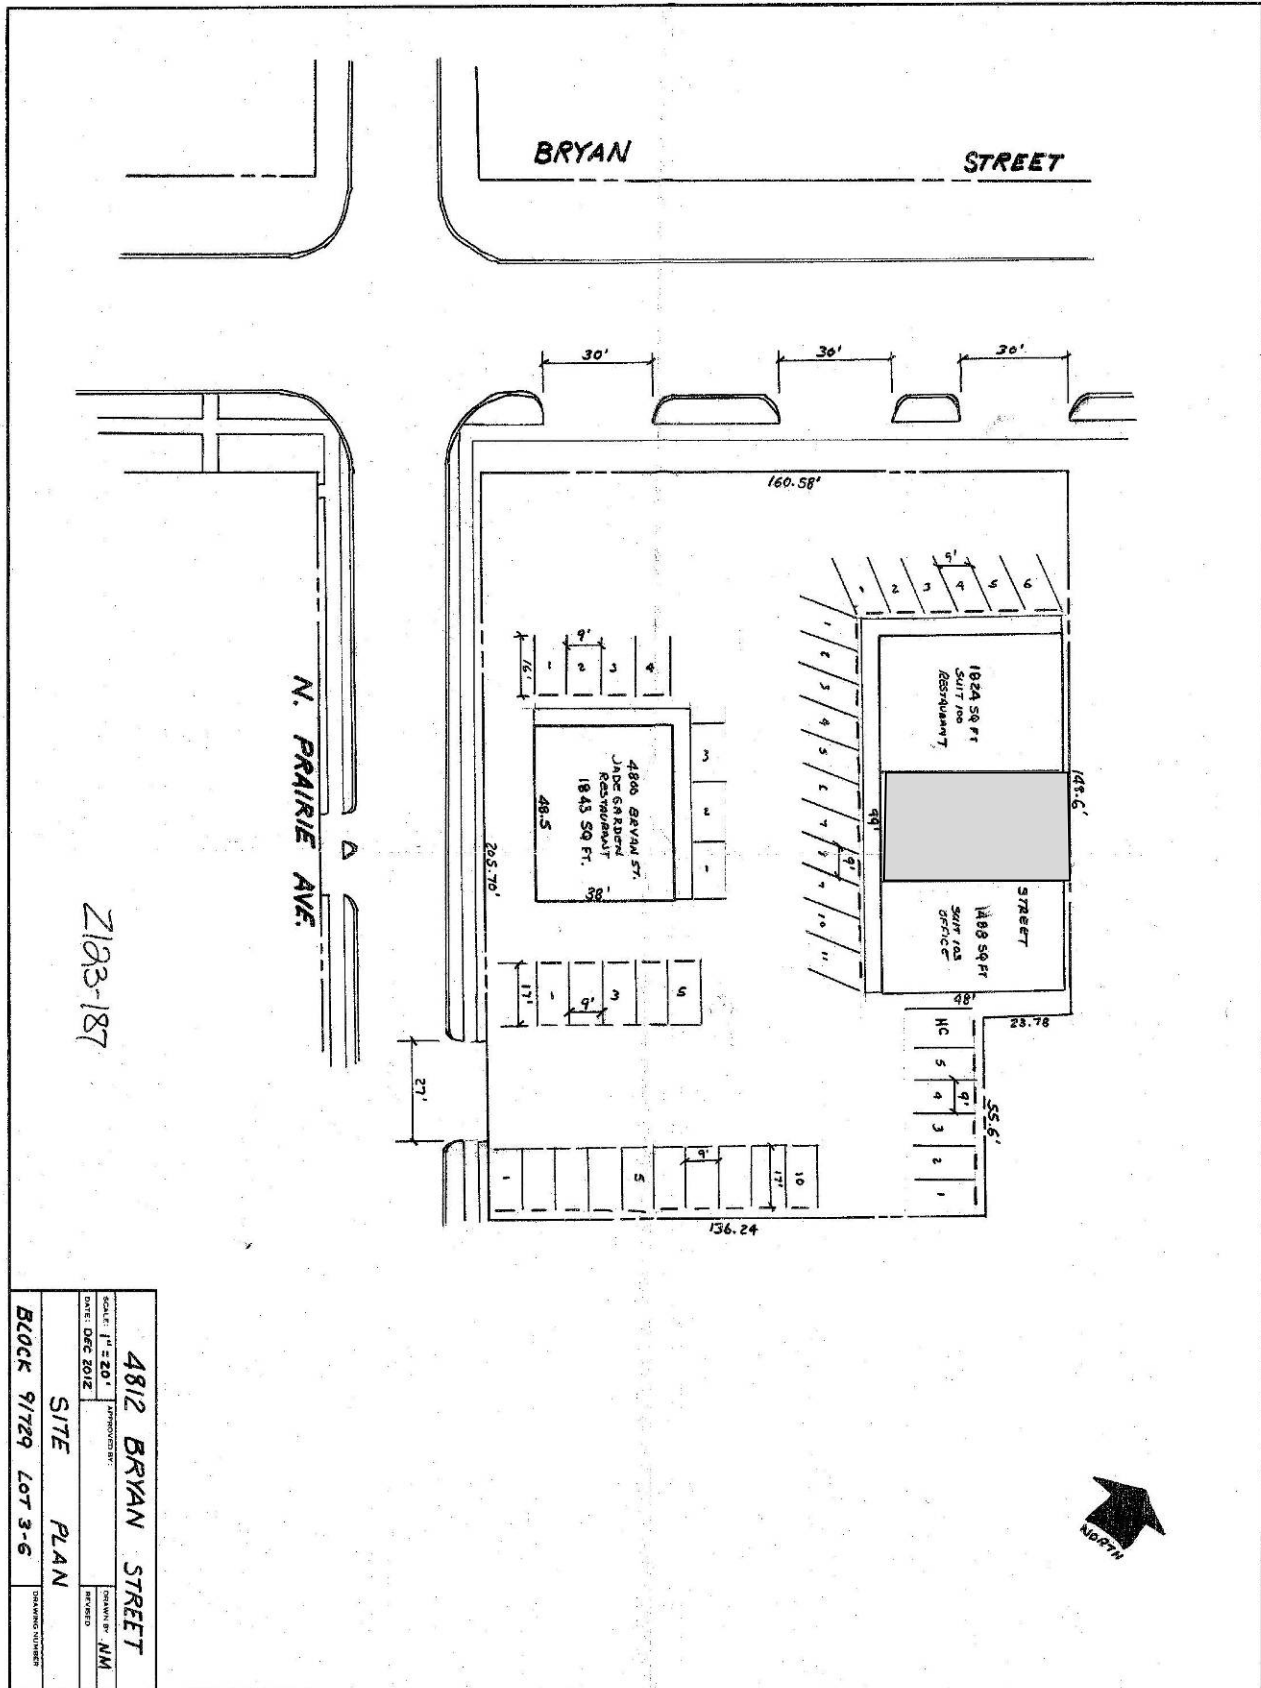 BRYAN STREET
30'
30'
30'
160.58'
9'
1
2
3
4
5
6
1
2
3
4
5
6
7
8
9
10
11
9'
99'
1824 SQ FT
SUIT 100
RESTAURANT
148.6'
STREET
1488 SQ FT
SUIT 103
OFFICE
48'
23.78
16'
9'
1
2
3
4
3
2
1
4800 BRYAN ST.
JADE GARDEN
RESTAURANT
1843 SQ FT.
48.5
38'
205.70'
N. PRAIRIE AVE.
Z123-187
17'
1
9'
3
5
27'
HC
5
4
3
2
1
9'
55.6'
1
5
9'
17'
10
136.24
NORTH
4812 BRYAN STREET
SCALE: 1" = 20'
APPROVED BY:
DRAWN BY NM
DATE: DEC 2012
REVISED
SITE PLAN
BLOCK 91729 LOT 3-6
DRAWING NUMBER